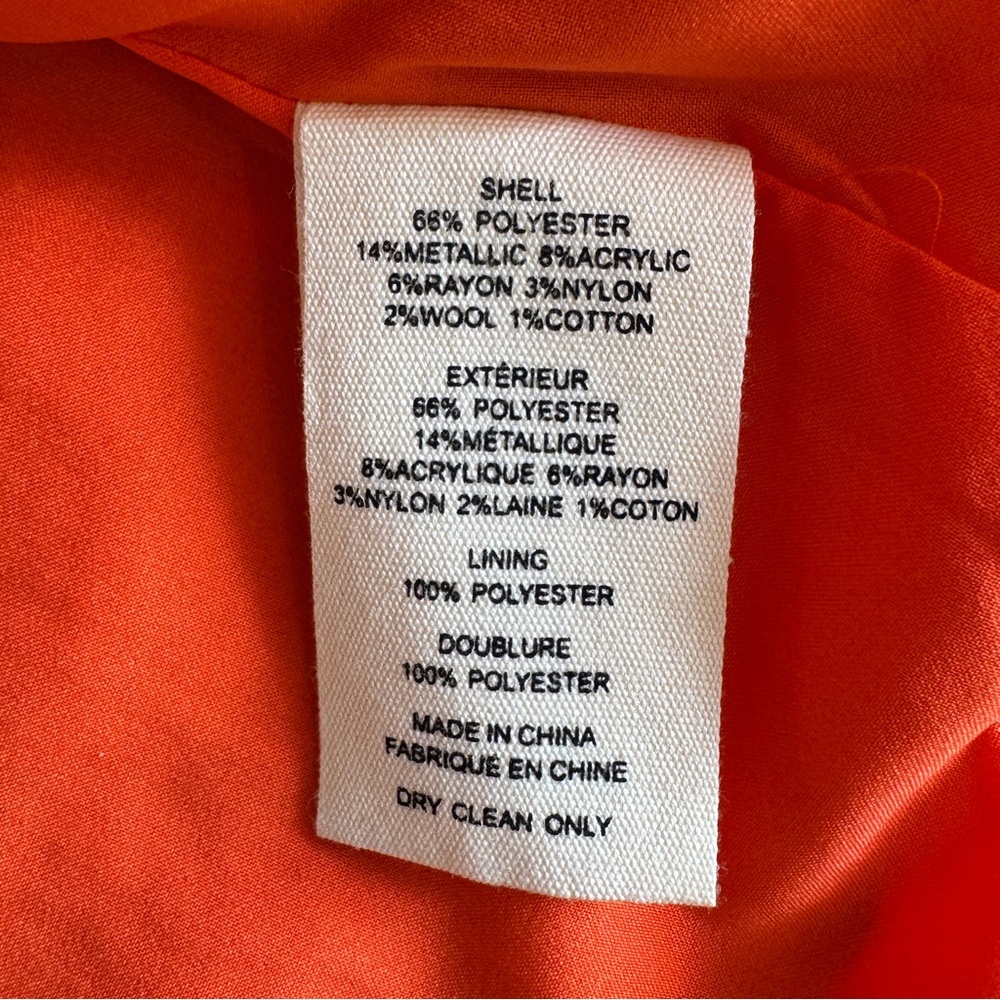 SHELL
66% POLYESTER
14%METALLIC 8%ACRYLIC
6%RAYON 3%NYLON
2%WOOL 1%COTTON
EXTÉRIEUR
66% POLYESTER
14%MÉTALLIQUE
8%ACRYLIQUE 6%RAYON
3%NYLON 2%LAINE 1%COTON
LINING
100% POLYESTER
DOUBLURE
100% POLYESTER
MADE IN CHINA
FABRIQUÉ EN CHINE
DRY CLEAN ONLY